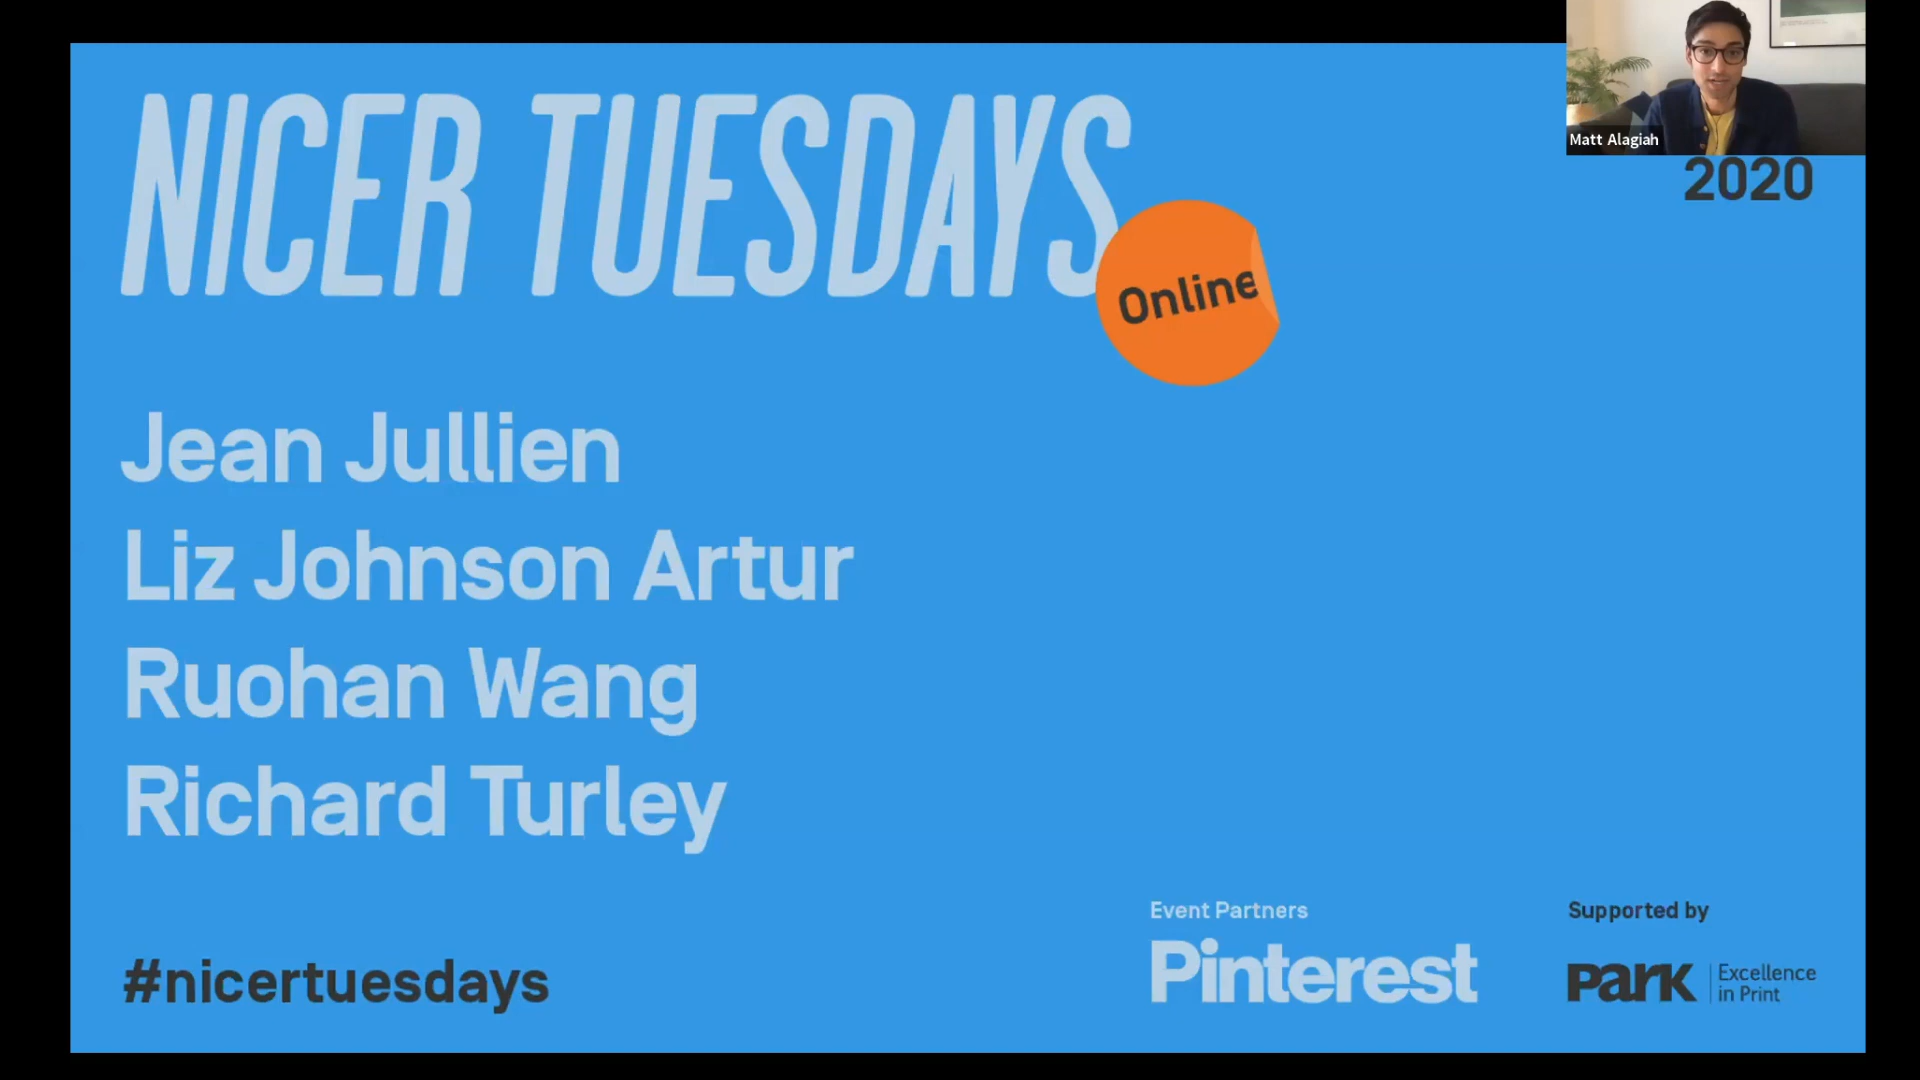 NICER TUESDAYS
Online
Matt Alagiah
2020
Jean Jullien
Liz Johnson Artur
Ruohan Wang
Richard Turley
#nicertuesdays
Event Partners
Pinterest
Supported by
Park
Excellence
in Print